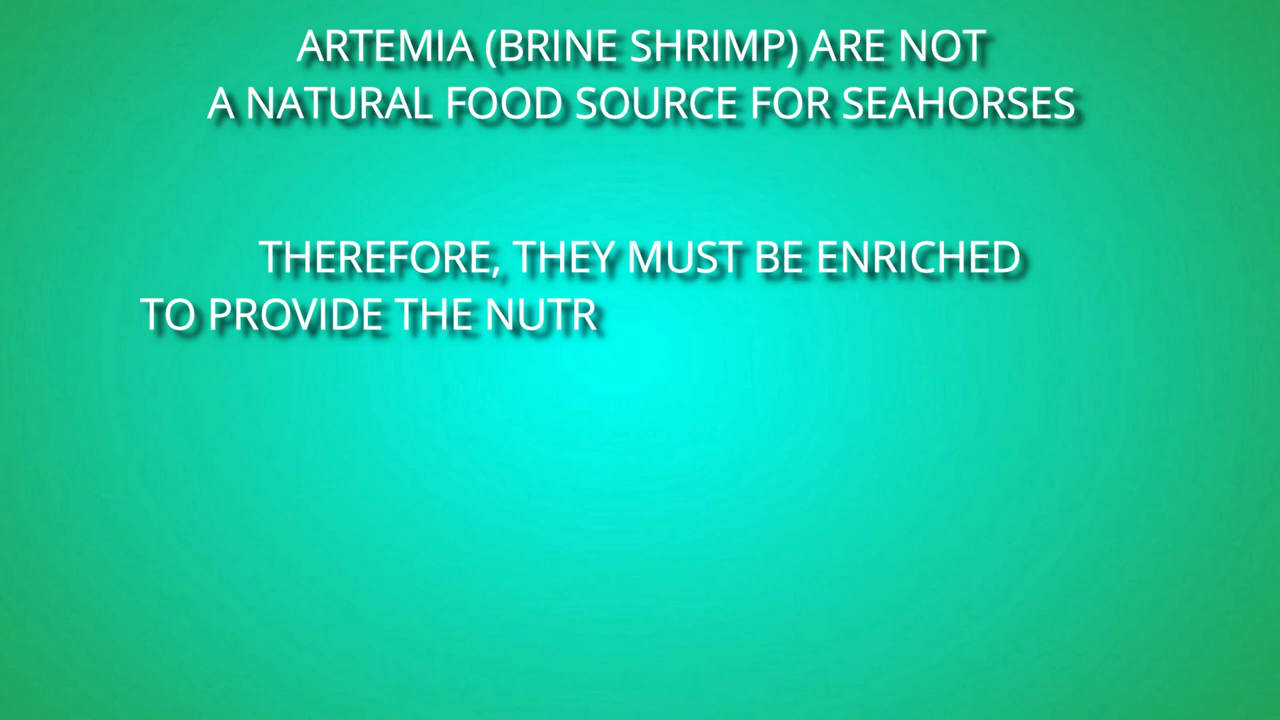 ARTEMIA (BRINE SHRIMP) ARE NOT
A NATURAL FOOD SOURCE FOR SEAHORSES
THEREFORE, THEY MUST BE ENRICHED
TO PROVIDE THE NUTR